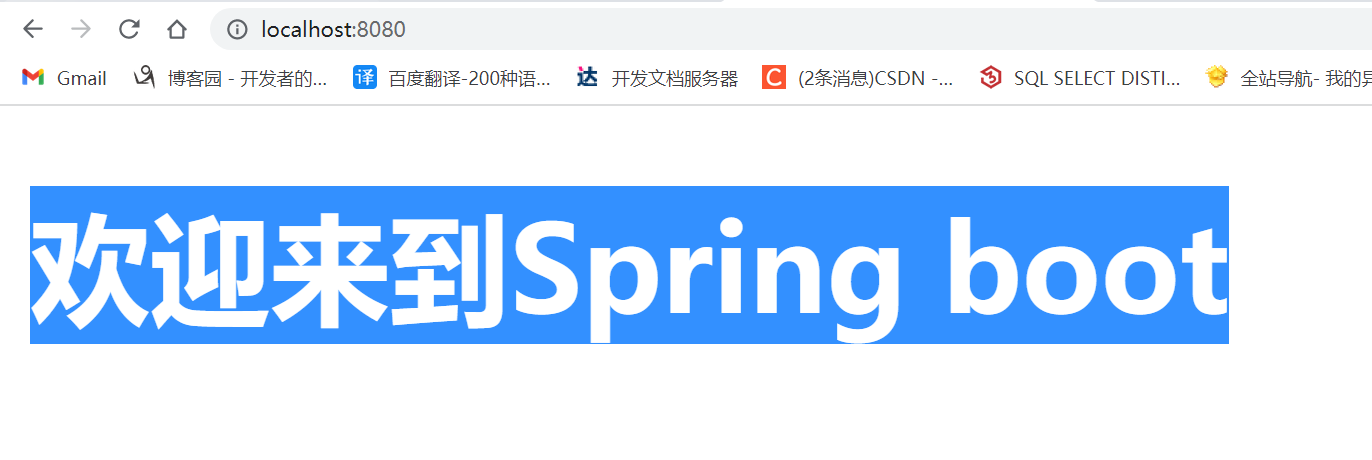 localhost:8080
Gmail 博客园 - 开发者的... 译 百度翻译-200种语... 达 开发文档服务器 C (2条消息)CSDN -... SQL SELECT DISTI... 全站导航- 我的异
欢迎来到Spring boot